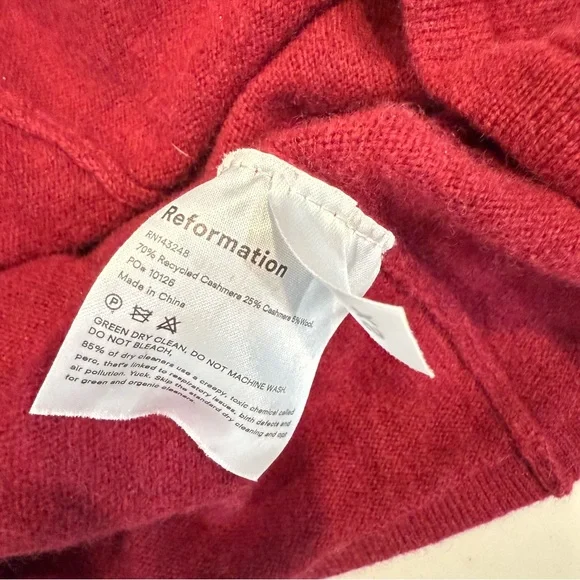 Reformation
RN143248
70% Recycled Cashmere 25% Cashmere 5% Wool
PO# 10126
Made in China
P
GREEN DRY CLEAN, DO NOT MACHINE WASH,
DO NOT BLEACH,
85% of dry cleaners use a creepy, toxic chemical called
perc, that's linked to respiratory issues, birth defects and
air pollution. Yuck. Skip the standard dry cleaning and opt
for green and organic cleaners.